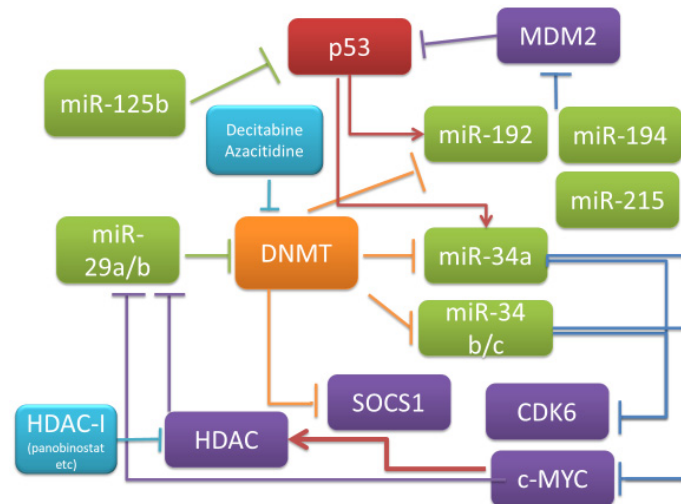 p53
MDM2
miR-125b
Decitabine
Azacitidine
miR-192
miR-194
miR-215
miR-
29a/b
DNMT
miR-34a
miR-34
b/c
SOCS1
CDK6
HDAC-I
(panobinostat
etc)
HDAC
c-MYC